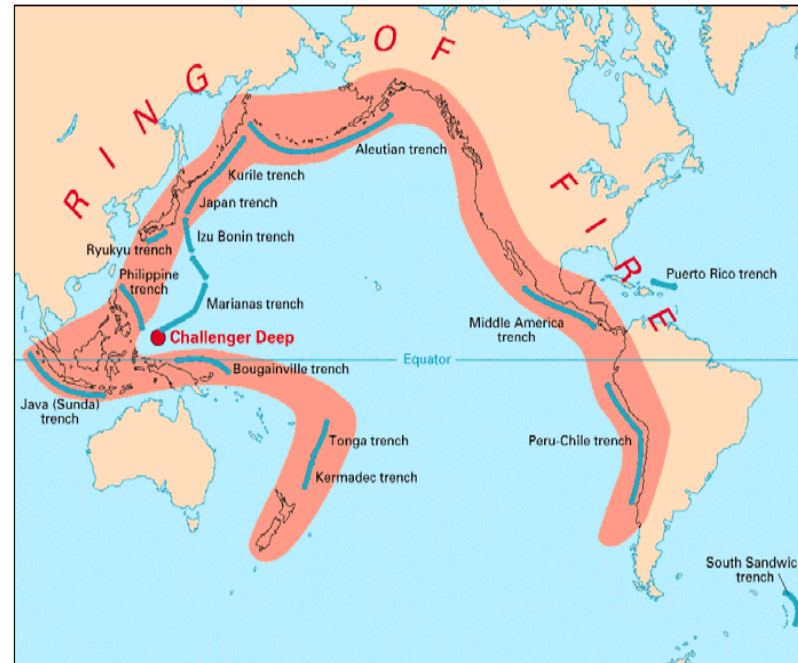 RING OF FIRE
Aleutian trench
Kurile trench
Japan trench
Izu Bonin trench
Ryukyu trench
Philippine
trench
Marianas trench
Challenger Deep
Puerto Rico trench
Middle America
trench
Equator
Bougainville trench
Java (Sunda)
trench
Tonga trench
Kermadec trench
Peru-Chile trench
South Sandwic
trench